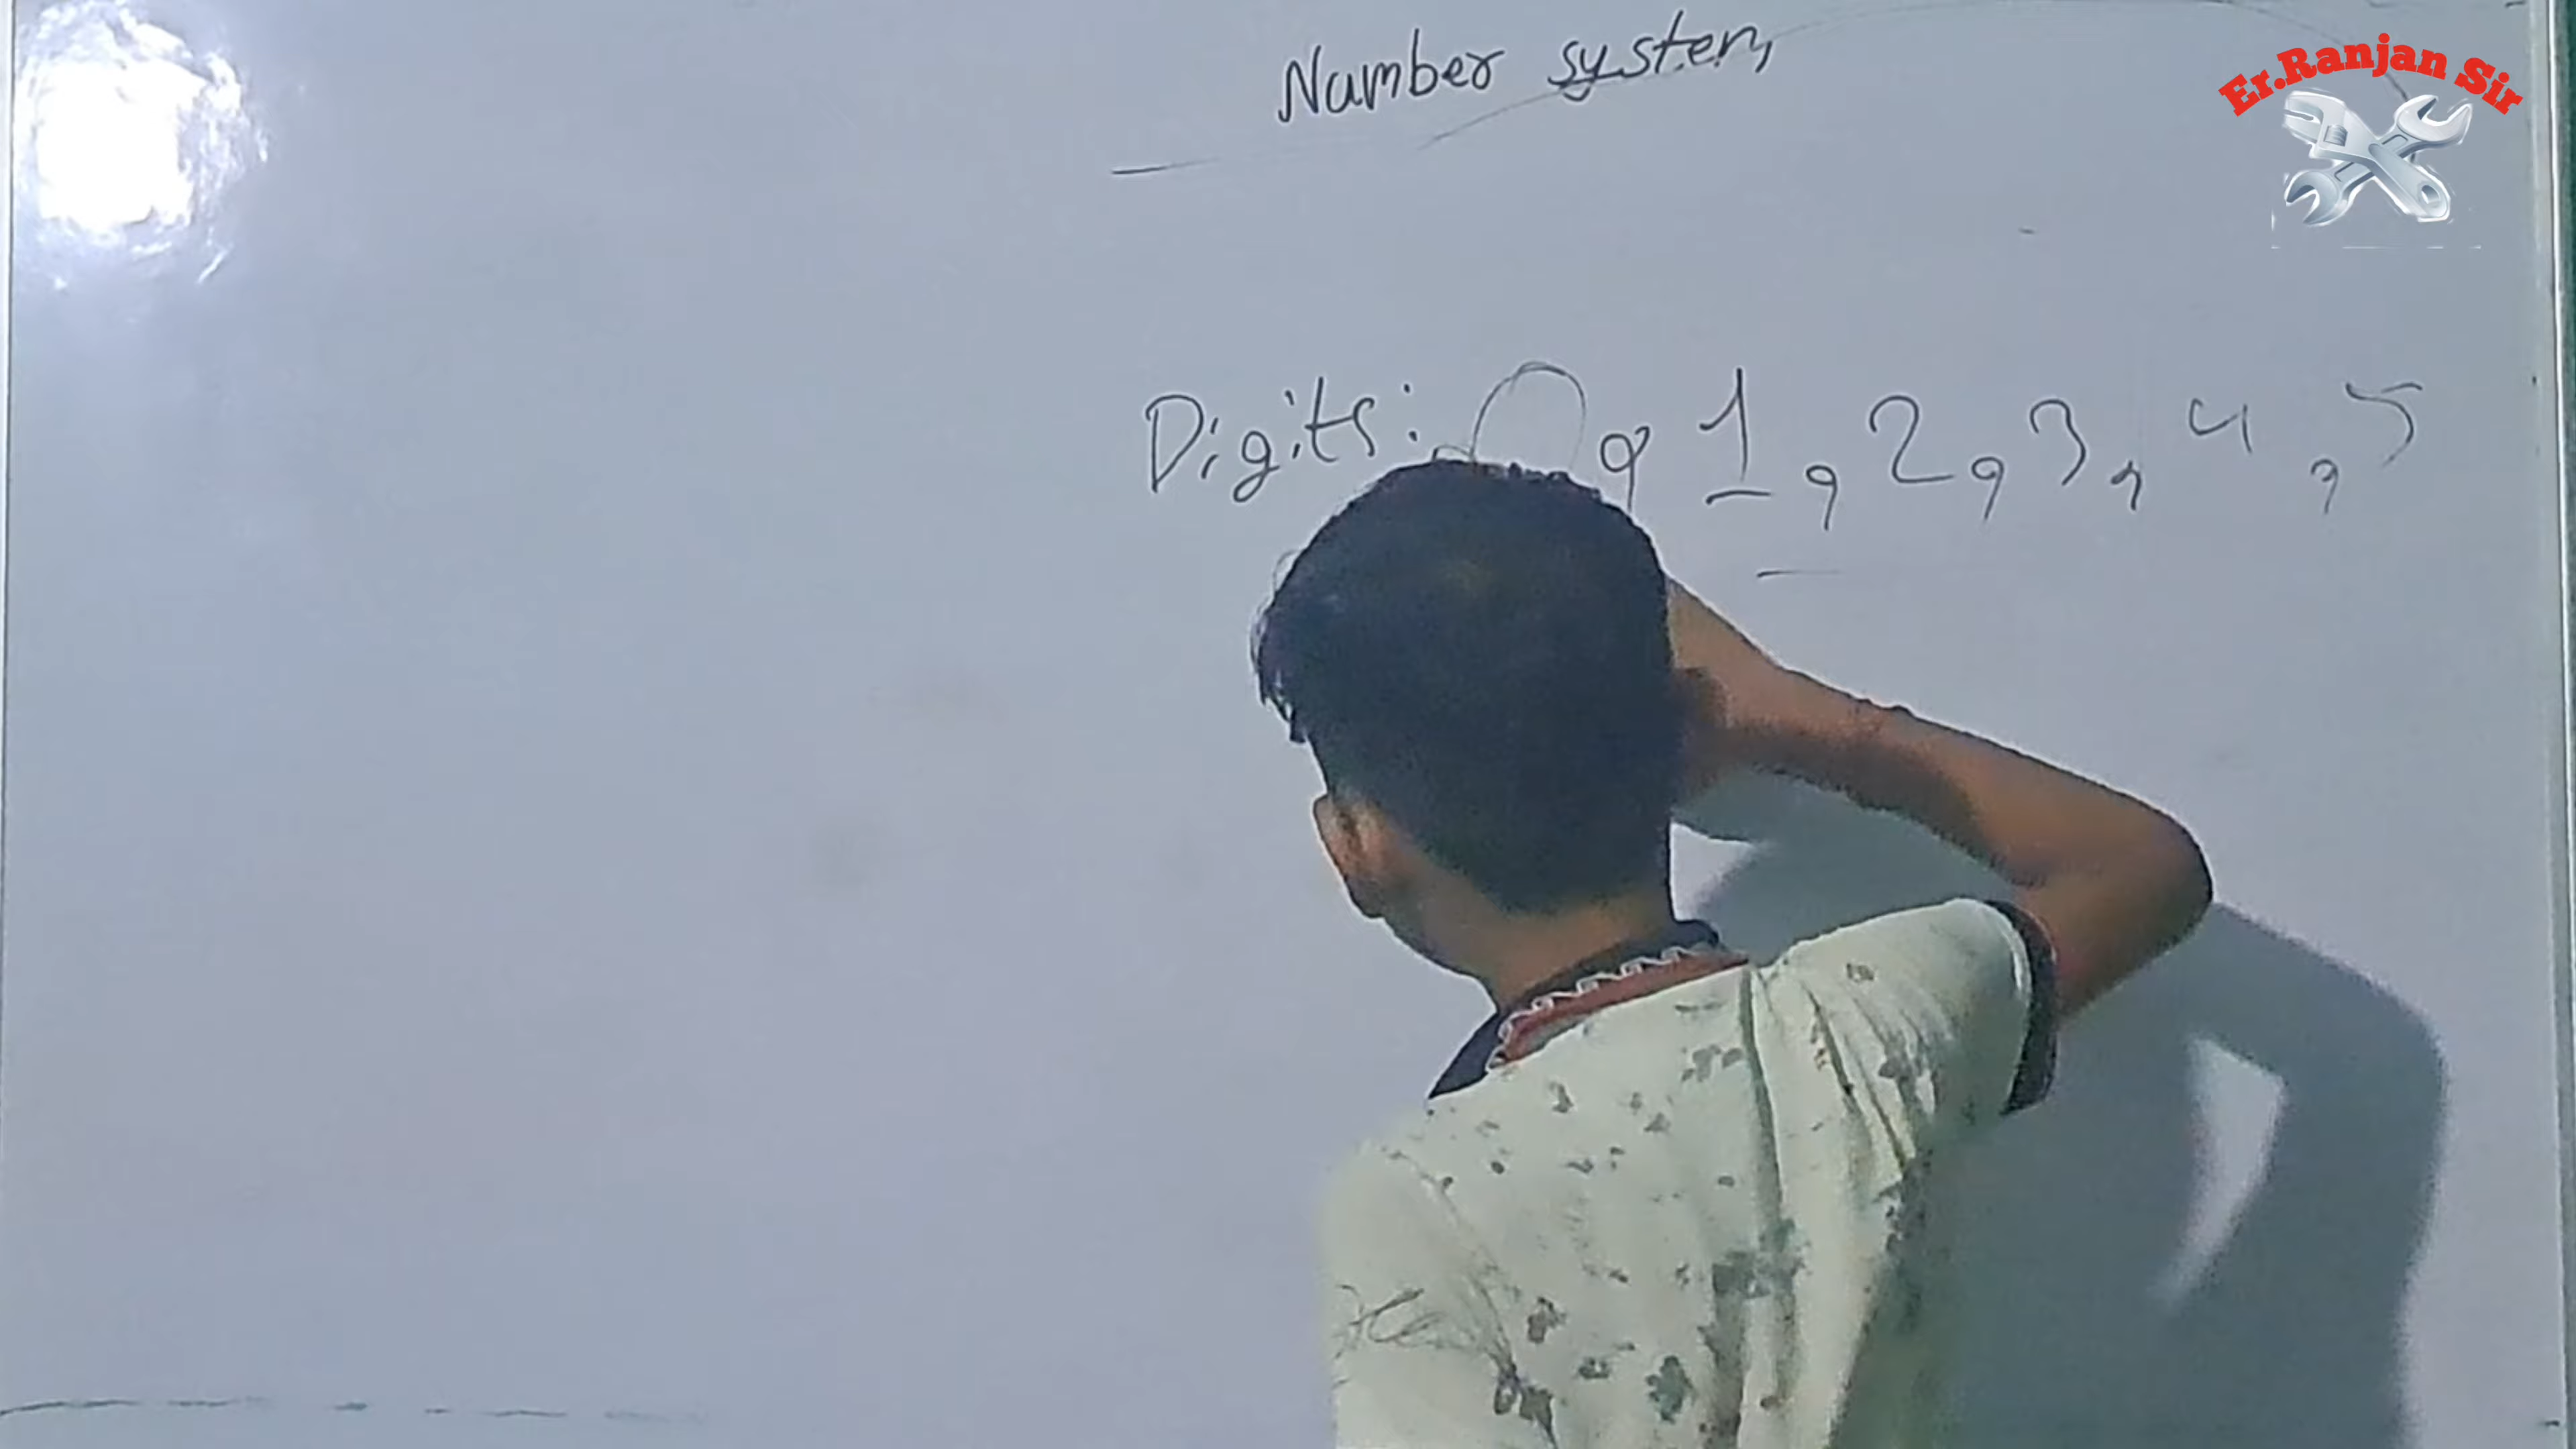 Number system
Er.Ranjan Sir
Digits: 0, 1, 2, 3, 4, 5